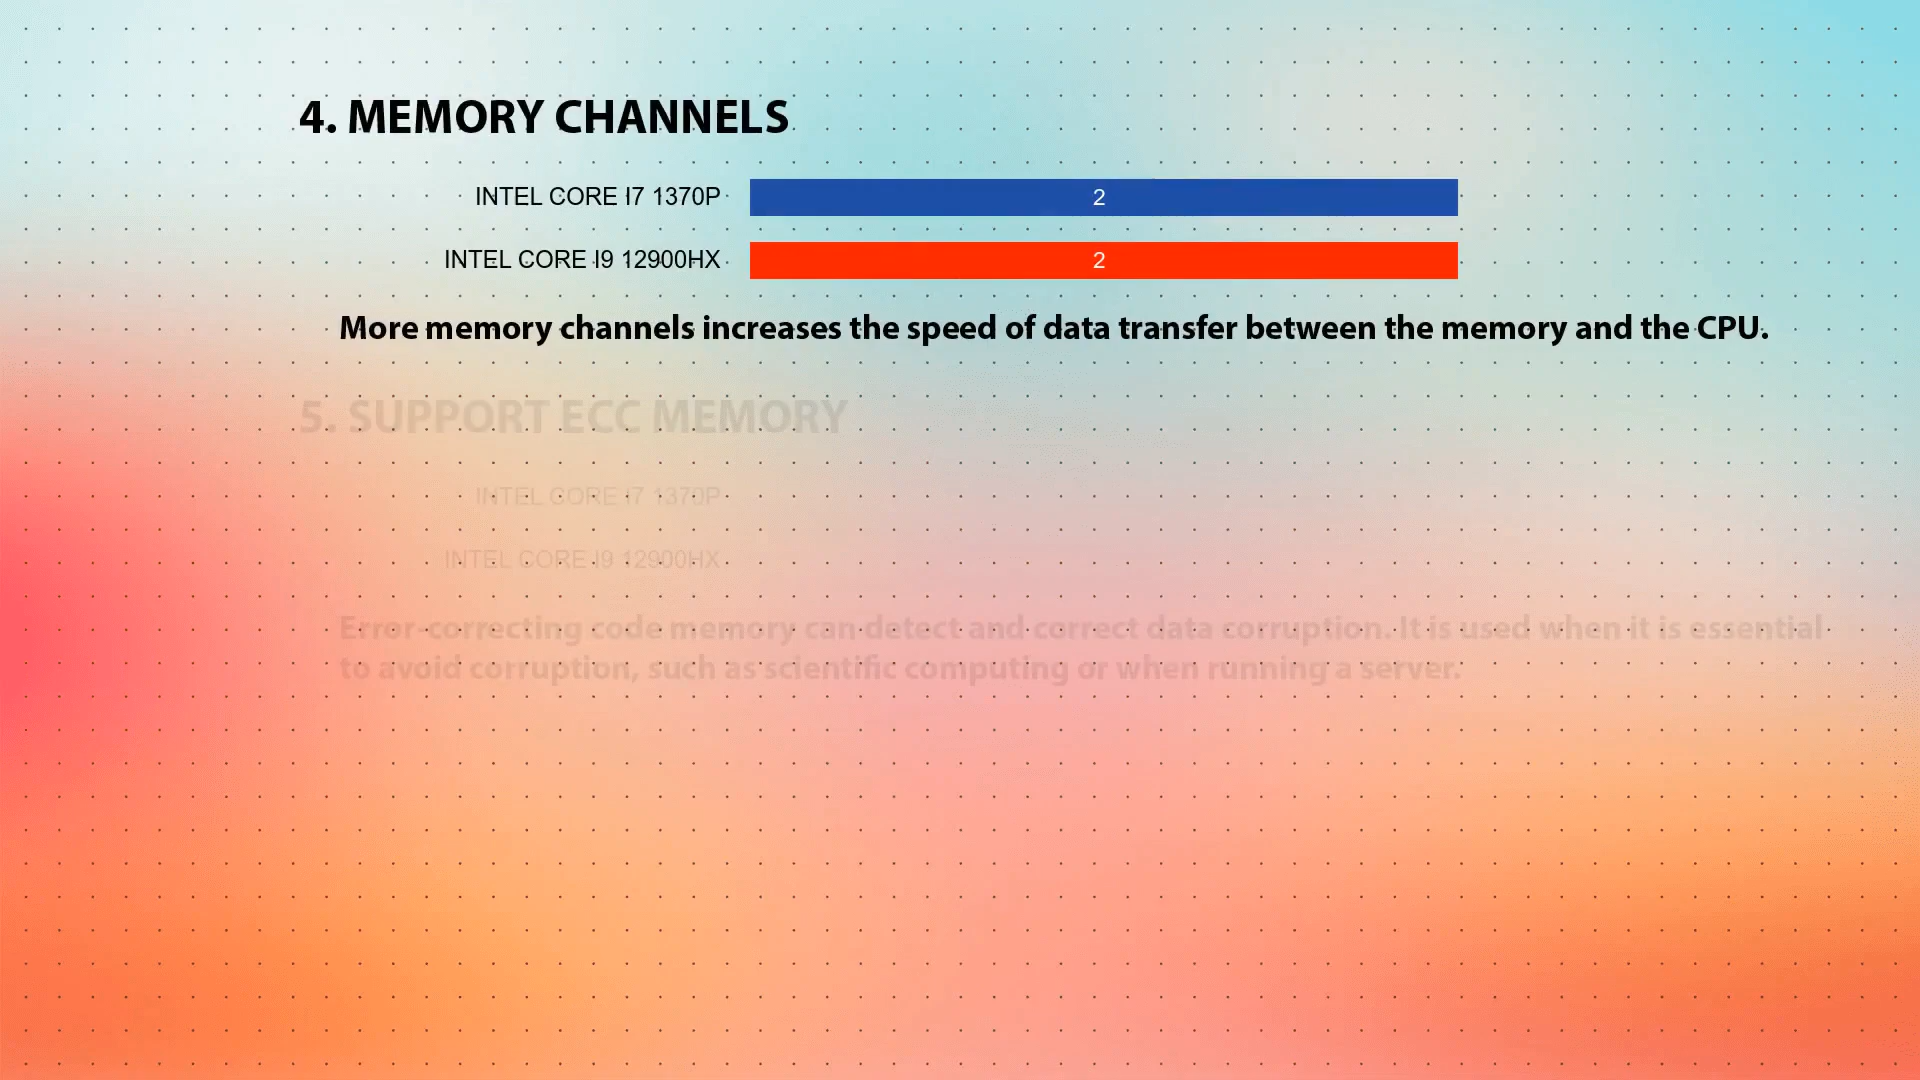 4. MEMORY CHANNELS
INTEL CORE I7 1370P
2
INTEL CORE I9 12900HX
2
More memory channels increases the speed of data transfer between the memory and the CPU.
5. SUPPORT ECC MEMORY
INTEL CORE I7 1370P
INTEL CORE I9 12900HX
Error-correcting code memory can detect and correct data corruption. It is used when it is essential
to avoid corruption, such as scientific computing or when running a server.